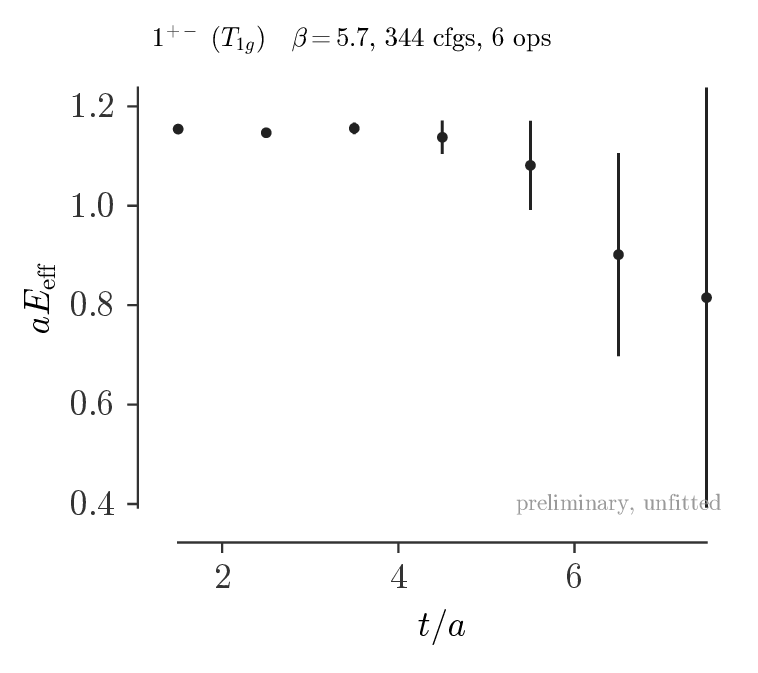 1⁺⁻ (T₁g) β = 5.7, 344 cfgs, 6 ops
aE_eff
1.2
1.0
0.8
0.6
0.4
preliminary, unfitted
2 4 6
t/a